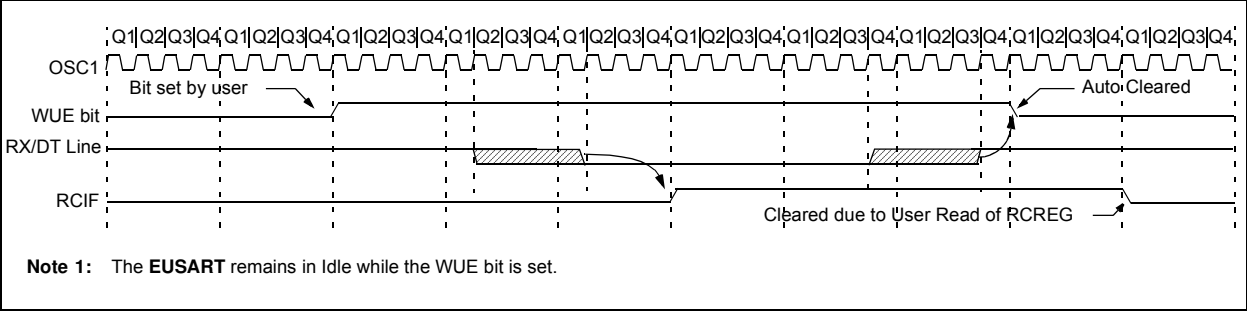 Q1 Q2 Q3 Q4 Q1 Q2 Q3 Q4 Q1 Q2 Q3 Q4 Q1 Q2 Q3 Q4 Q1 Q2 Q3 Q4 Q1 Q2 Q3 Q4 Q1 Q2 Q3 Q4 Q1 Q2 Q3 Q4 Q1 Q2 Q3 Q4 Q1 Q2 Q3 Q4
OSC1
Bit set by user
Auto Cleared
WUE bit
RX/DT Line
RCIF
Cleared due to User Read of RCREG
Note 1: The EUSART remains in Idle while the WUE bit is set.